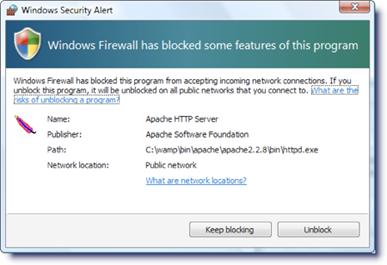 Windows Security Alert
Windows Firewall has blocked some features of this program
Windows Firewall has blocked this program from accepting incoming network connections. If you
unblock this program, it will be unblocked on all public networks that you connect to. What are the
risks of unblocking a program?
Name: Apache HTTP Server
Publisher: Apache Software Foundation
Path: C:\wamp\bin\apache\apache2.2.8\bin\httpd.exe
Network location: Public network
What are network locations?
Keep blocking Unblock